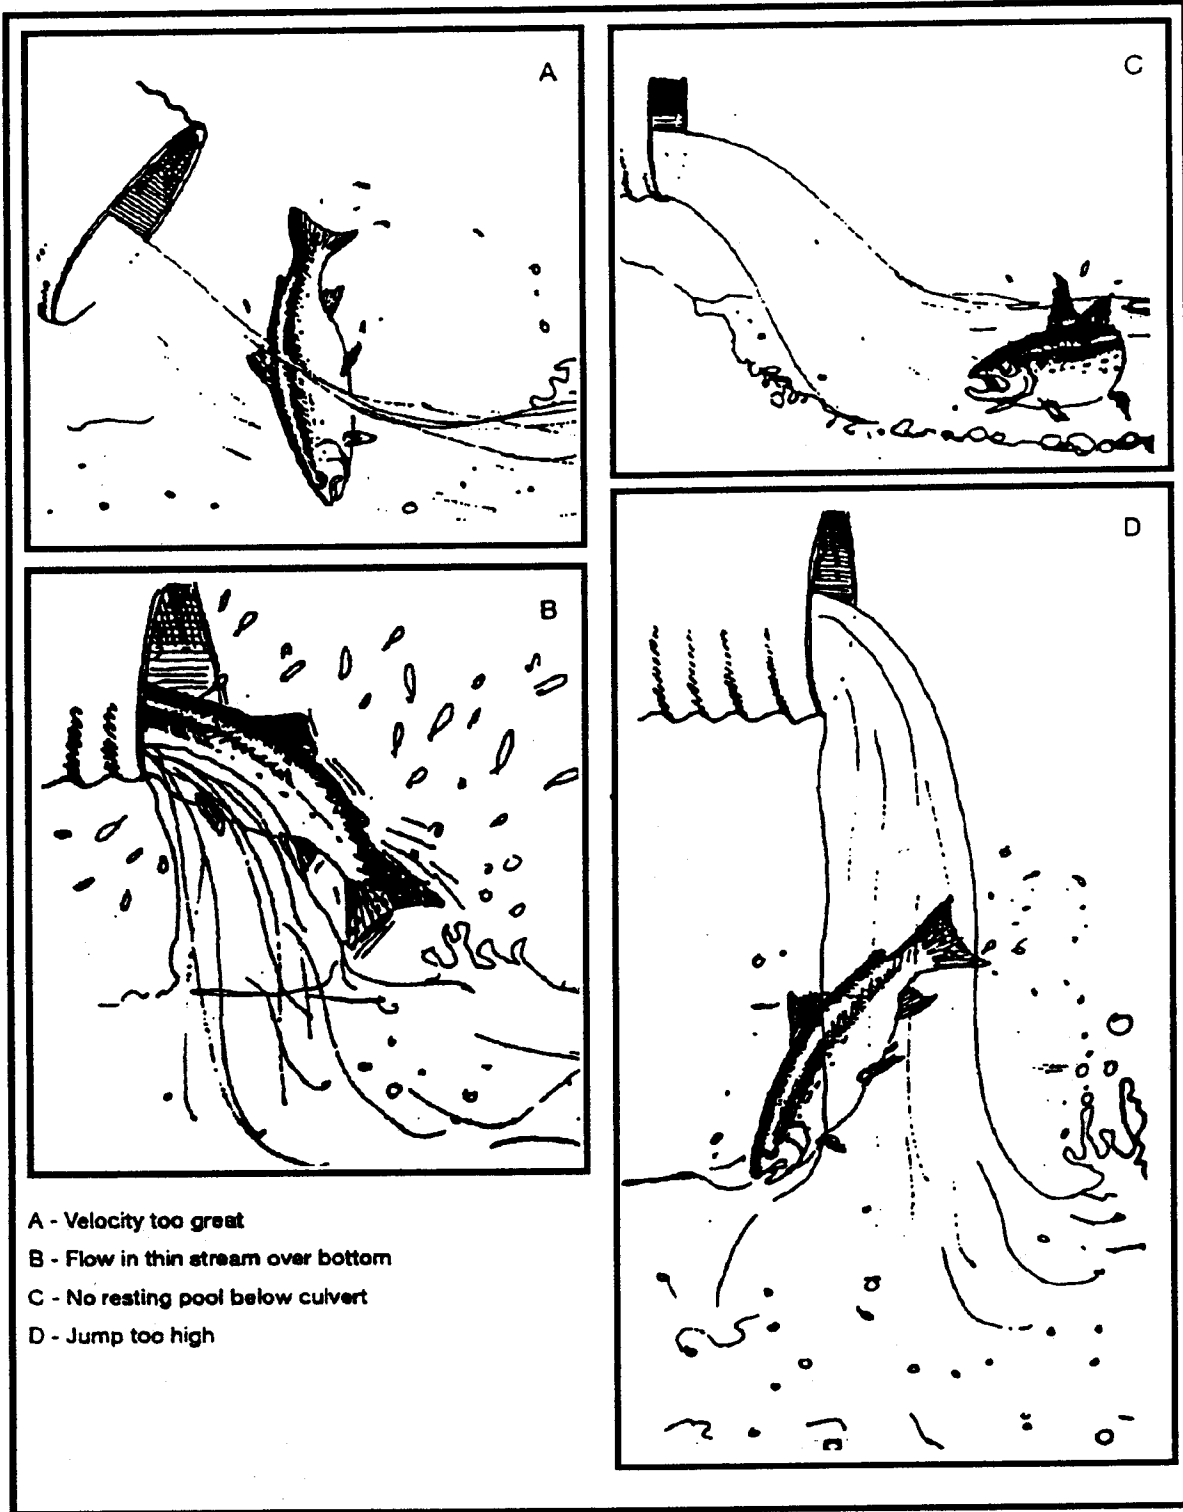 A
C
B
D
A - Velocity too great
B - Flow in thin stream over bottom
C - No resting pool below culvert
D - Jump too high